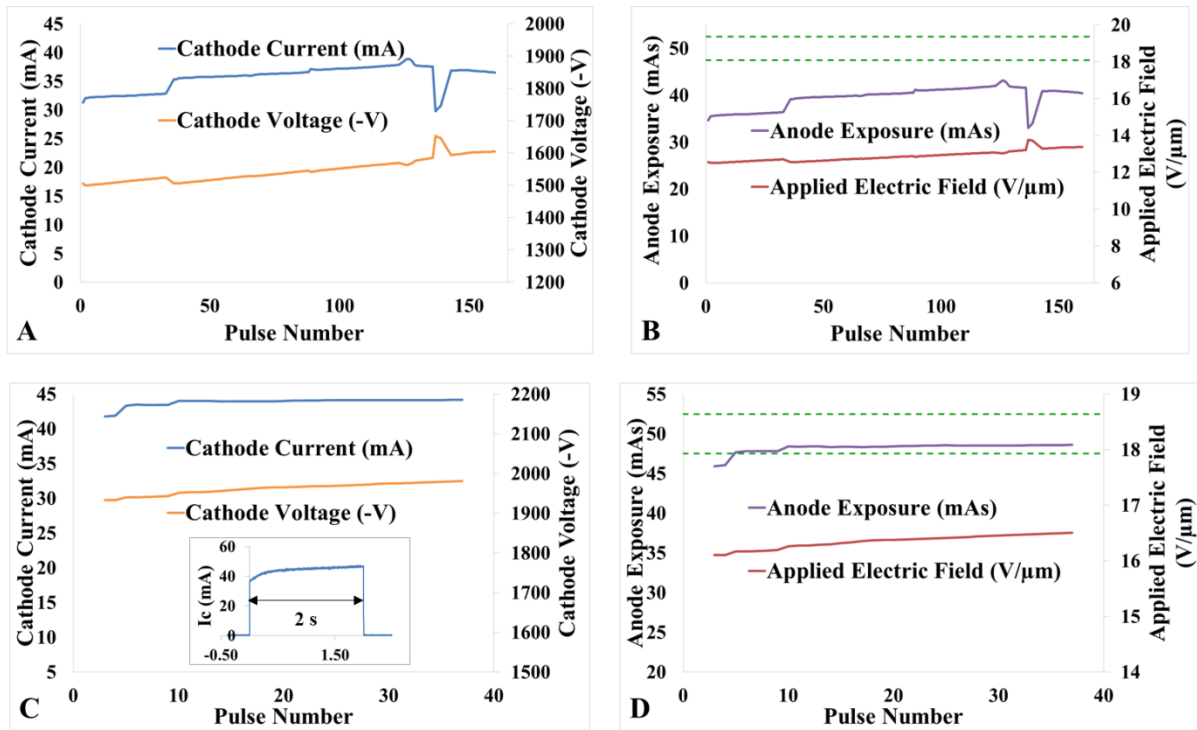 45
40
35
30
25
20
15
10
5
0
Cathode Current (mA)
Cathode Current (mA)
Cathode Voltage (-V)
2000
1900
1800
1700
1600
1500
1400
1300
1200
Cathode Voltage (-V)
0 50 100 150
Pulse Number
A
50
40
30
20
10
0
Anode Exposure (mAs)
Anode Exposure (mAs)
Applied Electric Field (V/µm)
20
18
16
14
12
10
8
6
Applied Electric Field
(V/µm)
0 50 100 150
Pulse Number
B
45
40
35
30
25
20
15
10
5
Cathode Current (mA)
Cathode Current (mA)
Cathode Voltage (-V)
60
40
20
0
Ic (mA)
2 s
-0.50 1.50
2200
2100
2000
1900
1800
1700
1600
1500
Cathode Voltage (-V)
0 10 20 30 40
Pulse Number
C
55
50
45
40
35
30
25
20
Anode Exposure (mAs)
Anode Exposure (mAs)
Applied Electric Field (V/µm)
19
18
17
16
15
14
Applied Electric Field
(V/µm)
0 10 20 30 40
Pulse Number
D